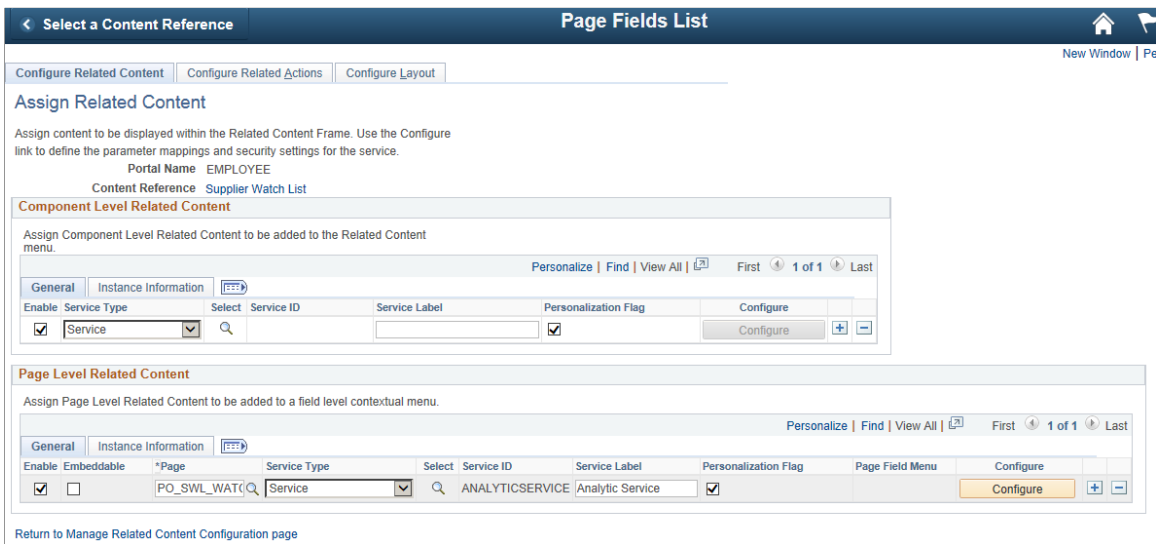 Select a Content Reference
Page Fields List
New Window | Pe
Configure Related Content
Configure Related Actions
Configure Layout
Assign Related Content
Assign content to be displayed within the Related Content Frame. Use the Configure
link to define the parameter mappings and security settings for the service.
Portal Name EMPLOYEE
Content Reference Supplier Watch List
Component Level Related Content
Assign Component Level Related Content to be added to the Related Content
menu.
Personalize | Find | View All | First 1 of 1 Last
General Instance Information
Enable Service Type Select Service ID Service Label Personalization Flag Configure
Service Configure
Page Level Related Content
Assign Page Level Related Content to be added to a field level contextual menu.
Personalize | Find | View All | First 1 of 1 Last
General Instance Information
Enable Embeddable *Page Service Type Select Service ID Service Label Personalization Flag Page Field Menu Configure
PO_SWL_WATC Service ANALYTICSERVICE Analytic Service Configure
Return to Manage Related Content Configuration page